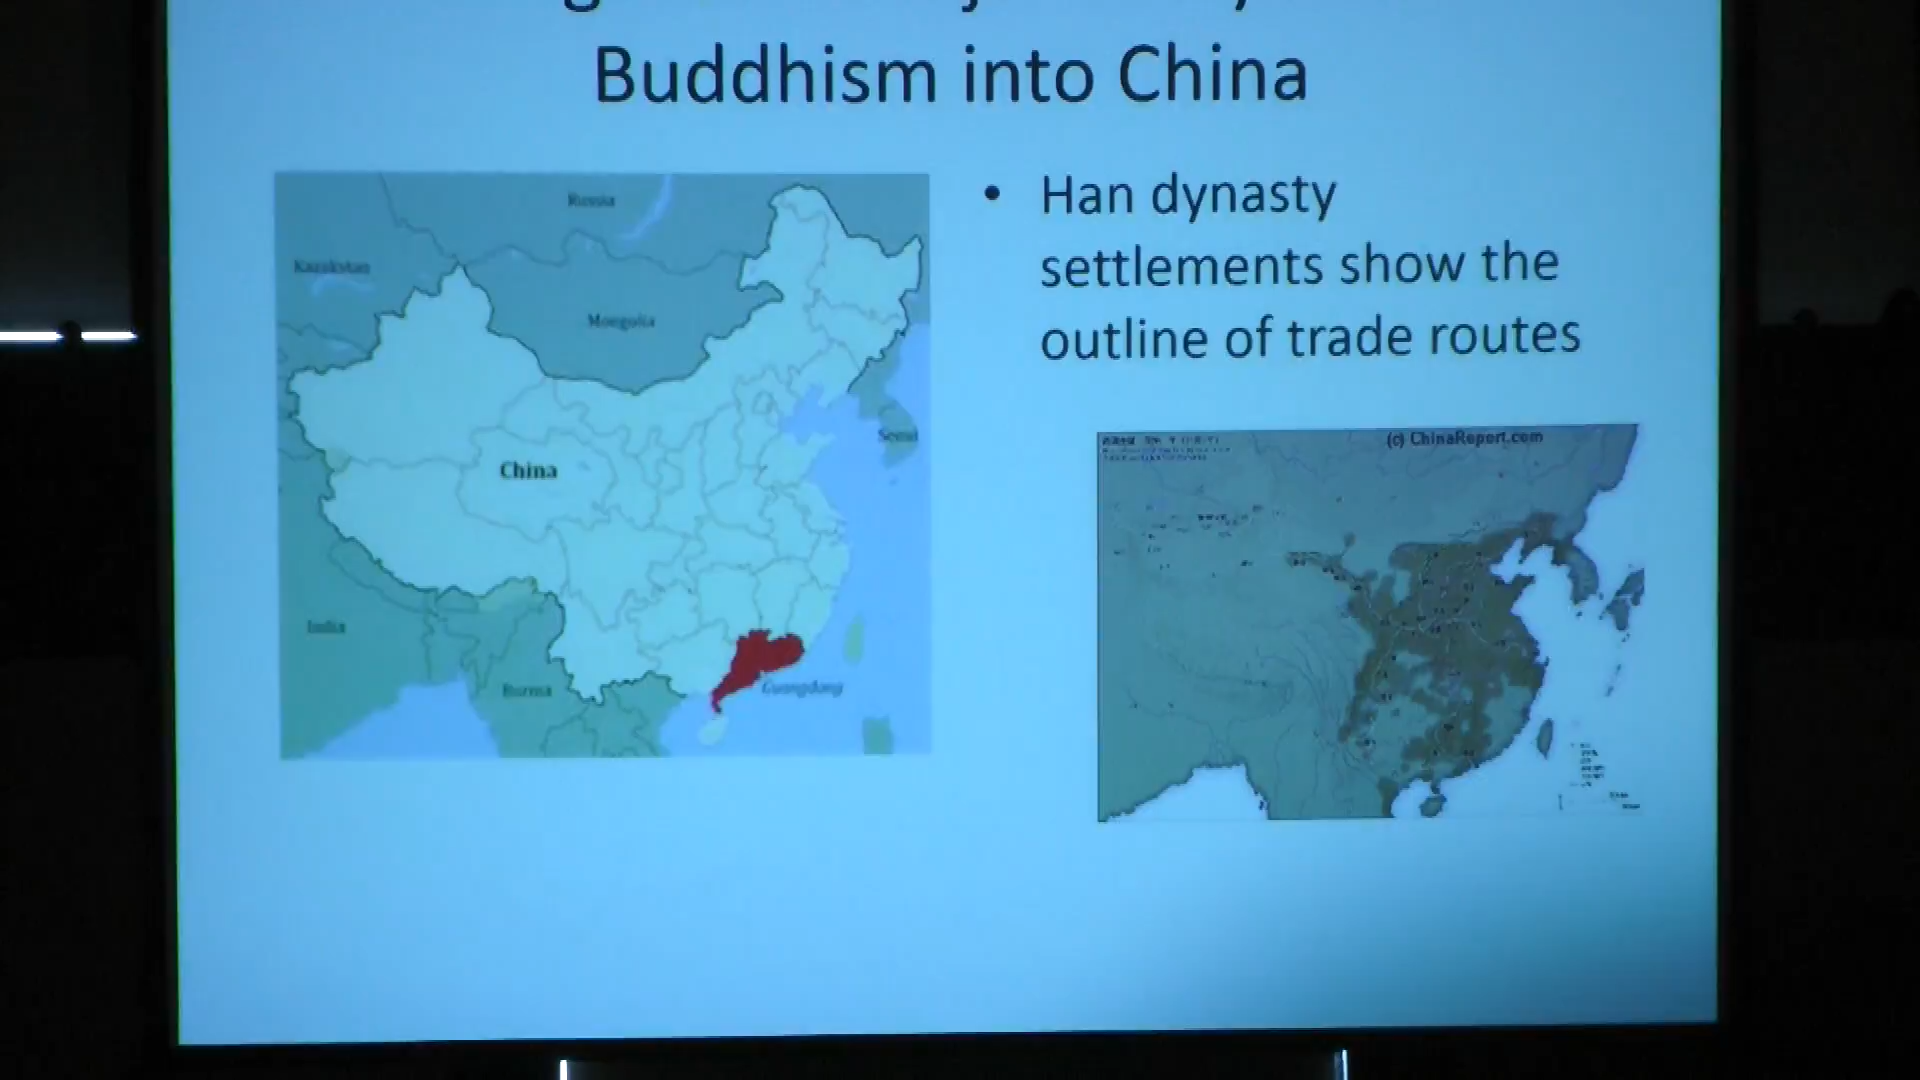 Buddhism into China
• Han dynasty
settlements show the
outline of trade routes
Russia
Kazakstan
Mongolia
China
Seoul
India
Burma
Guangdong
(c) ChinaReport.com